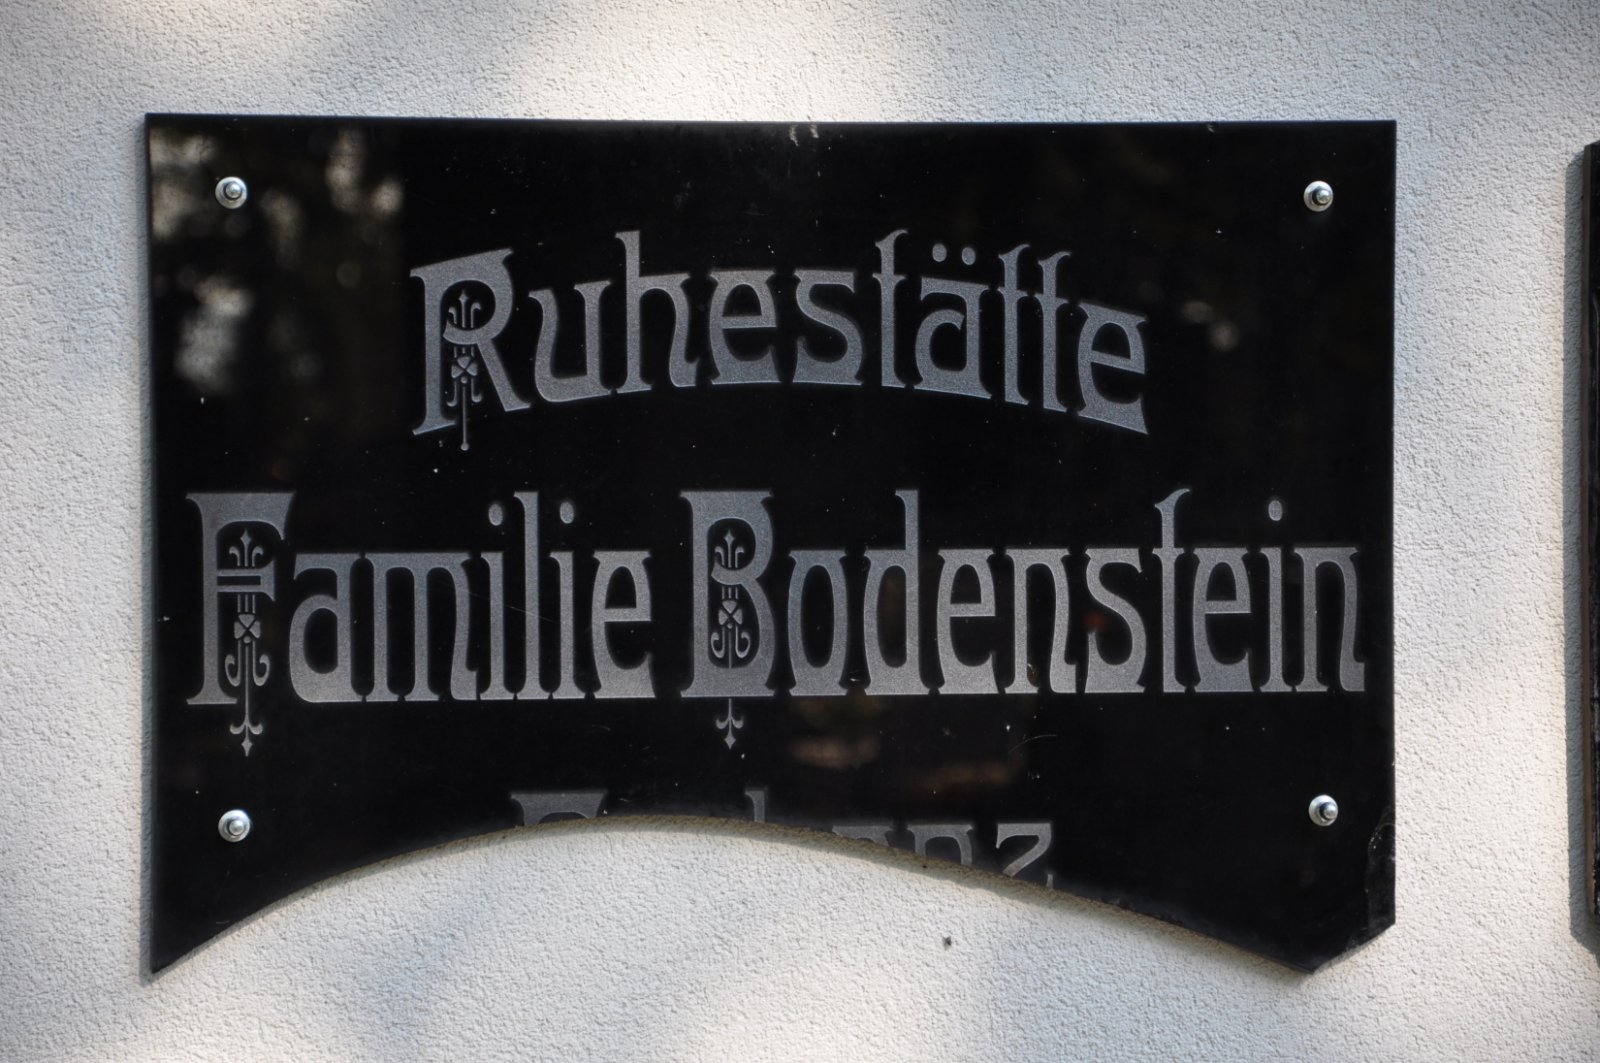 Ruhestätte
Familie Bodenstein